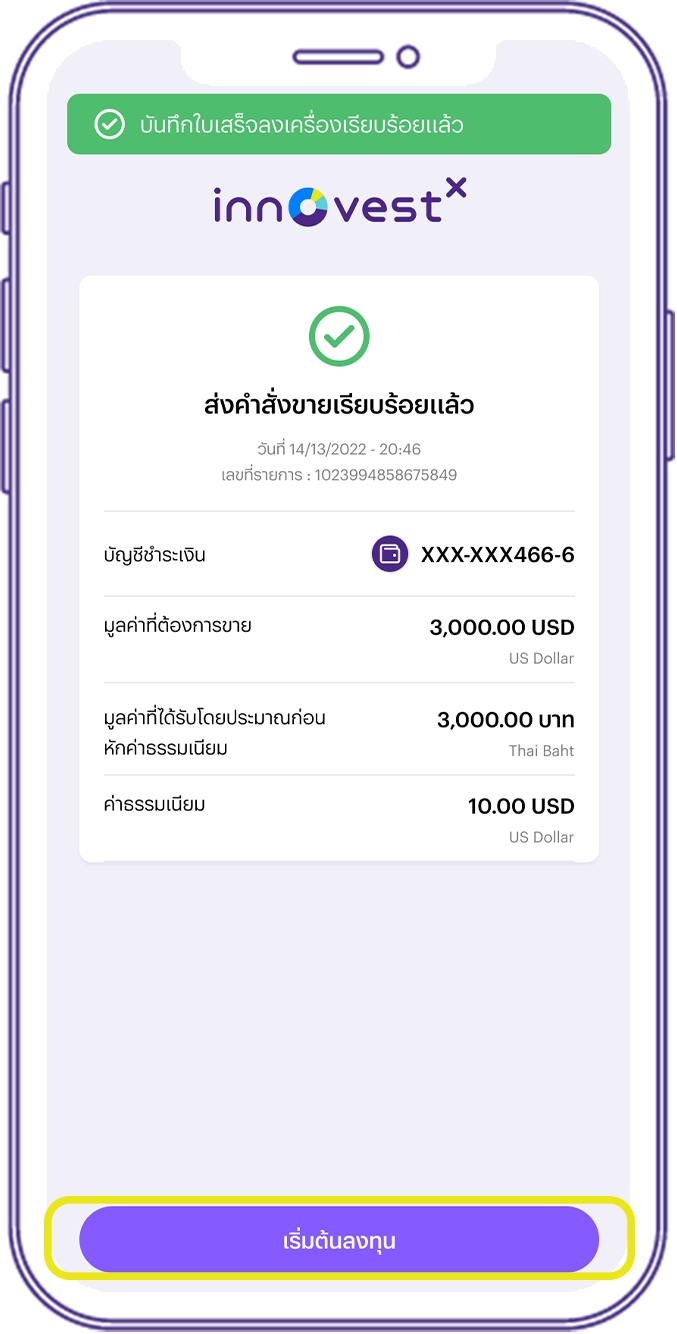 บันทึกใบเสร็จลงเครื่องเรียบร้อยแล้ว
innovestx
ส่งคำสั่งขายเรียบร้อยแล้ว
วันที่ 14/13/2022 - 20:46
เลขที่รายการ : 1023994858675849
บัญชีชำระเงิน XXX-XXX466-6
มูลค่าที่ต้องการขาย 3,000.00 USD
US Dollar
มูลค่าที่ได้รับโดยประมาณก่อน 3,000.00 บาท
หักค่าธรรมเนียม Thai Baht
ค่าธรรมเนียม 10.00 USD
US Dollar
เริ่มต้นลงทุน